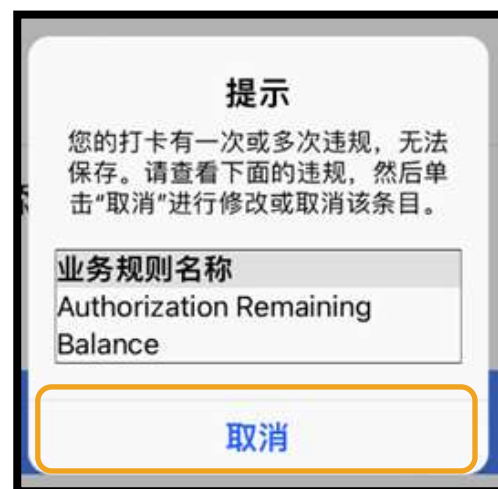 提示
您的打卡有一次或多次违规，无法
保存。请查看下面的违规，然后单
击“取消”进行修改或取消该条目。
业务规则名称
Authorization Remaining
Balance
取消